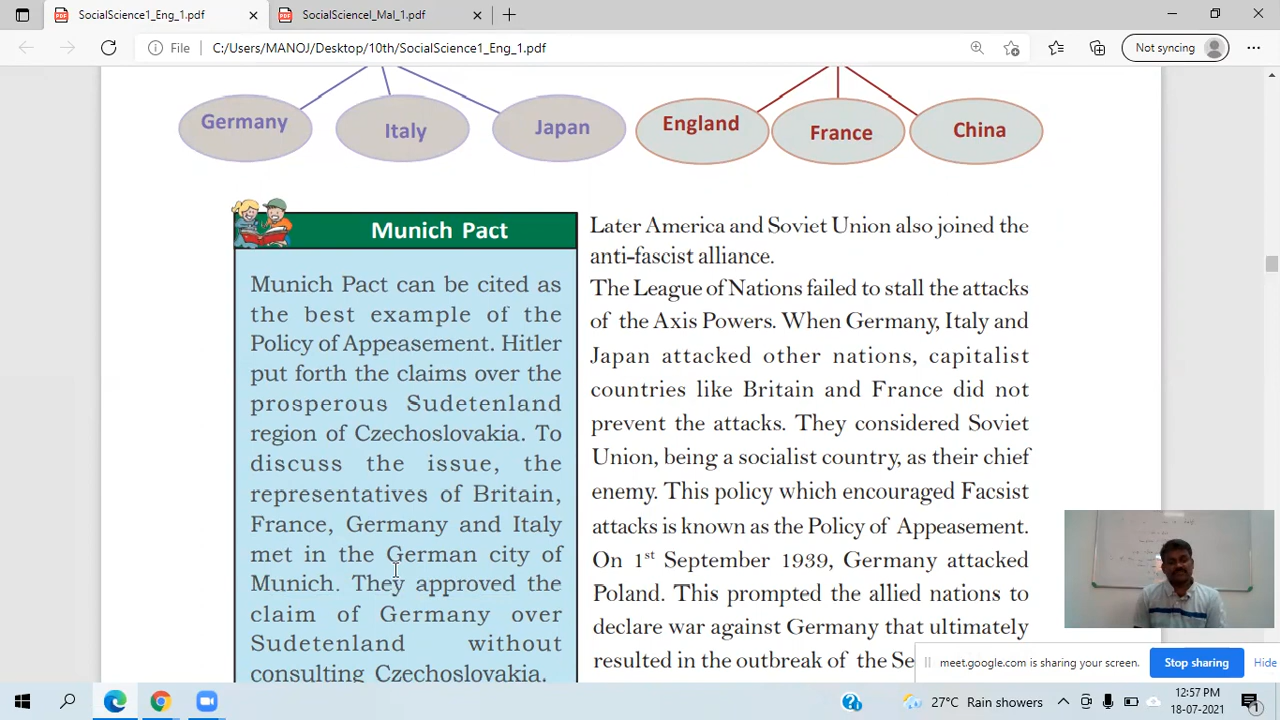 SocialScience1_Eng_1.pdf
SocialScienceI_Mal_1.pdf
File
C:/Users/MANOJ/Desktop/10th/SocialScience1_Eng_1.pdf
Not syncing
Germany
Italy
Japan
England
France
China
Munich Pact
Munich Pact can be cited as
the best example of the
Policy of Appeasement. Hitler
put forth the claims over the
prosperous Sudetenland
region of Czechoslovakia. To
discuss the issue, the
representatives of Britain,
France, Germany and Italy
met in the German city of
Munich. They approved the
claim of Germany over
Sudetenland without
consulting Czechoslovakia.
Later America and Soviet Union also joined the
anti-fascist alliance.
The League of Nations failed to stall the attacks
of the Axis Powers. When Germany, Italy and
Japan attacked other nations, capitalist
countries like Britain and France did not
prevent the attacks. They considered Soviet
Union, being a socialist country, as their chief
enemy. This policy which encouraged Facsist
attacks is known as the Policy of Appeasement.
On 1st September 1939, Germany attacked
Poland. This prompted the allied nations to
declare war against Germany that ultimately
resulted in the outbreak of the Se
meet.google.com is sharing your screen.
Stop sharing
Hide
27°C Rain showers
12:57 PM
18-07-2021
1